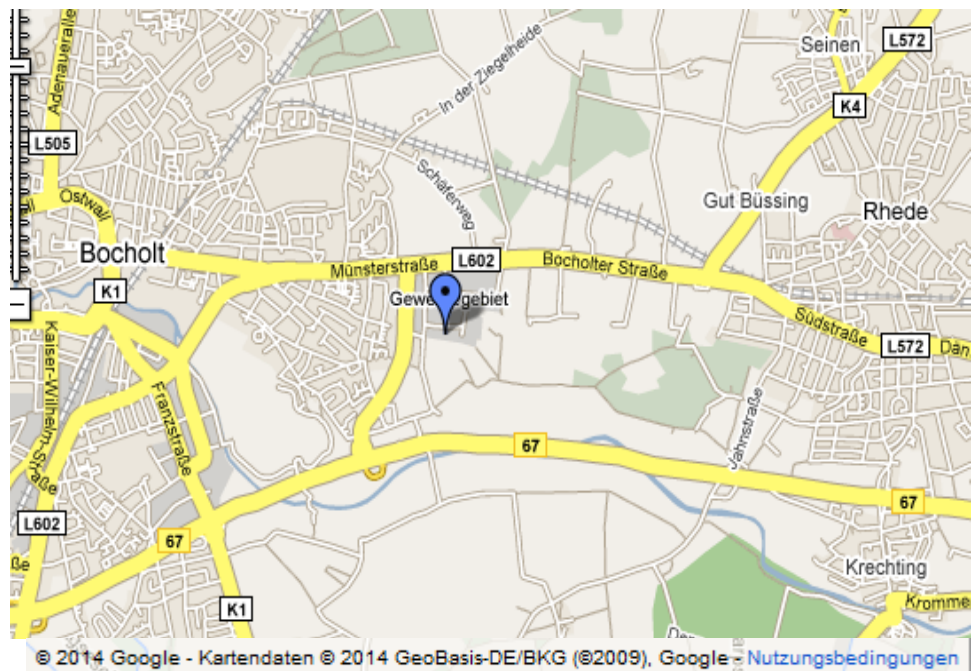 Seinen
L572
Adenauerallee
In der Ziegelheide
K4
L505
Schäferweg
Ostwall
Gut Büssing
Rhede
Bocholt
Münsterstraße
L602
Bocholter Straße
K1
Gewerbegebiet
Südstraße
L572
Kaiser-Wilhelm-Straße
Franzstraße
Jahnstraße
67
67
L602
67
Krechting
K1
Kromme
© 2014 Google - Kartendaten © 2014 GeoBasis-DE/BKG (©2009), Google - Nutzungsbedingungen